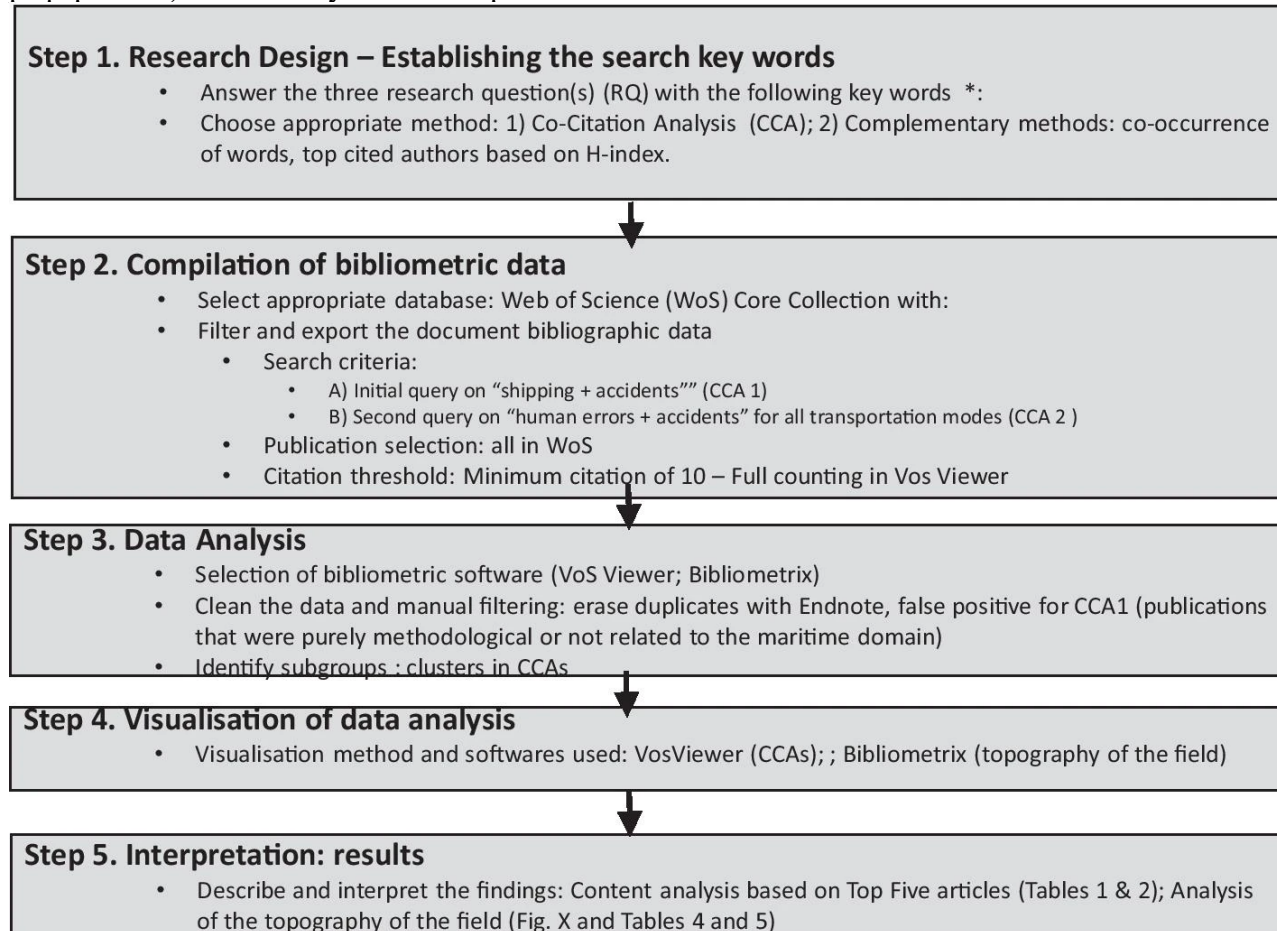 Step 1. Research Design – Establishing the search key words
• Answer the three research question(s) (RQ) with the following key words *:
• Choose appropriate method: 1) Co-Citation Analysis (CCA); 2) Complementary methods: co-occurrence
of words, top cited authors based on H-index.
Step 2. Compilation of bibliometric data
• Select appropriate database: Web of Science (WoS) Core Collection with:
• Filter and export the document bibliographic data
• Search criteria:
• A) Initial query on “shipping + accidents”” (CCA 1)
• B) Second query on “human errors + accidents” for all transportation modes (CCA 2 )
• Publication selection: all in WoS
• Citation threshold: Minimum citation of 10 – Full counting in Vos Viewer
Step 3. Data Analysis
• Selection of bibliometric software (VoS Viewer; Bibliometrix)
• Clean the data and manual filtering: erase duplicates with Endnote, false positive for CCA1 (publications
that were purely methodological or not related to the maritime domain)
• Identify subgroups : clusters in CCAs
Step 4. Visualisation of data analysis
• Visualisation method and softwares used: VosViewer (CCAs); ; Bibliometrix (topography of the field)
Step 5. Interpretation: results
• Describe and interpret the findings: Content analysis based on Top Five articles (Tables 1 & 2); Analysis
of the topography of the field (Fig. X and Tables 4 and 5)